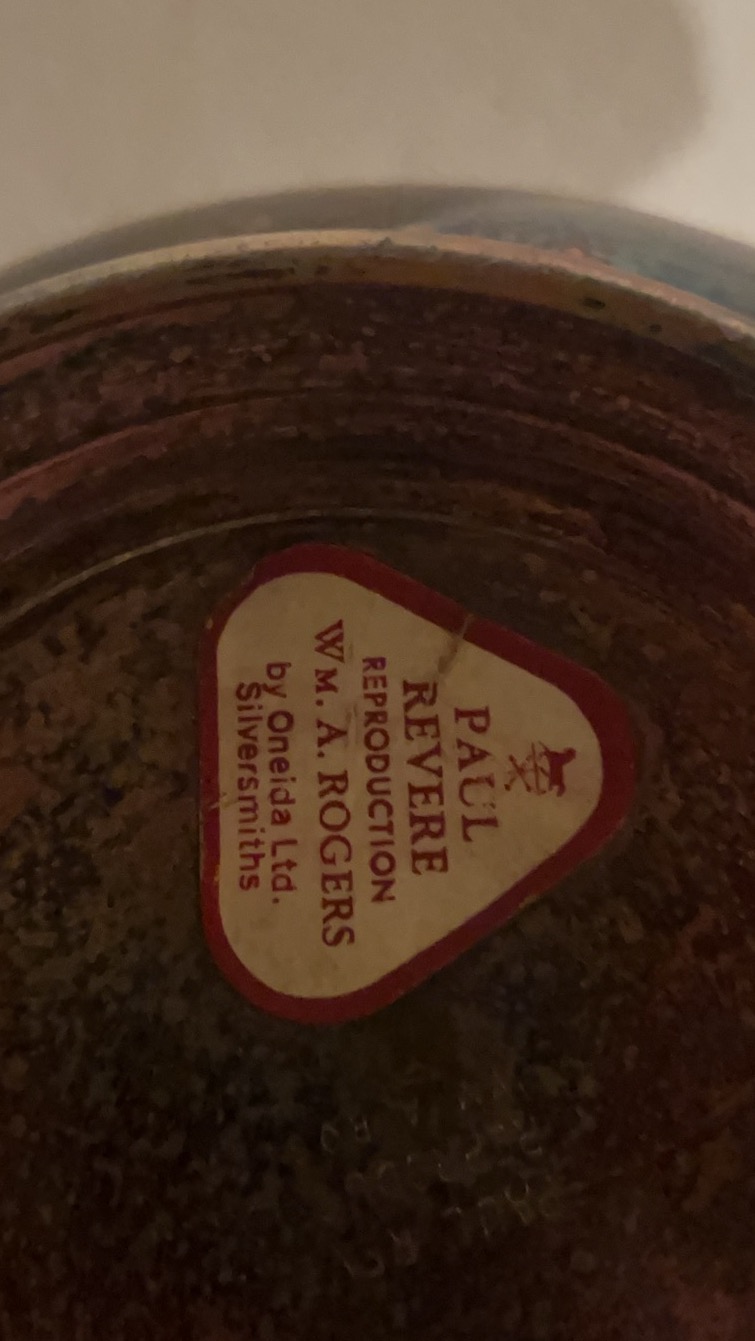 PAUL
REVERE
REPRODUCTION
WM. A. ROGERS
by Oneida Ltd.
Silversmiths